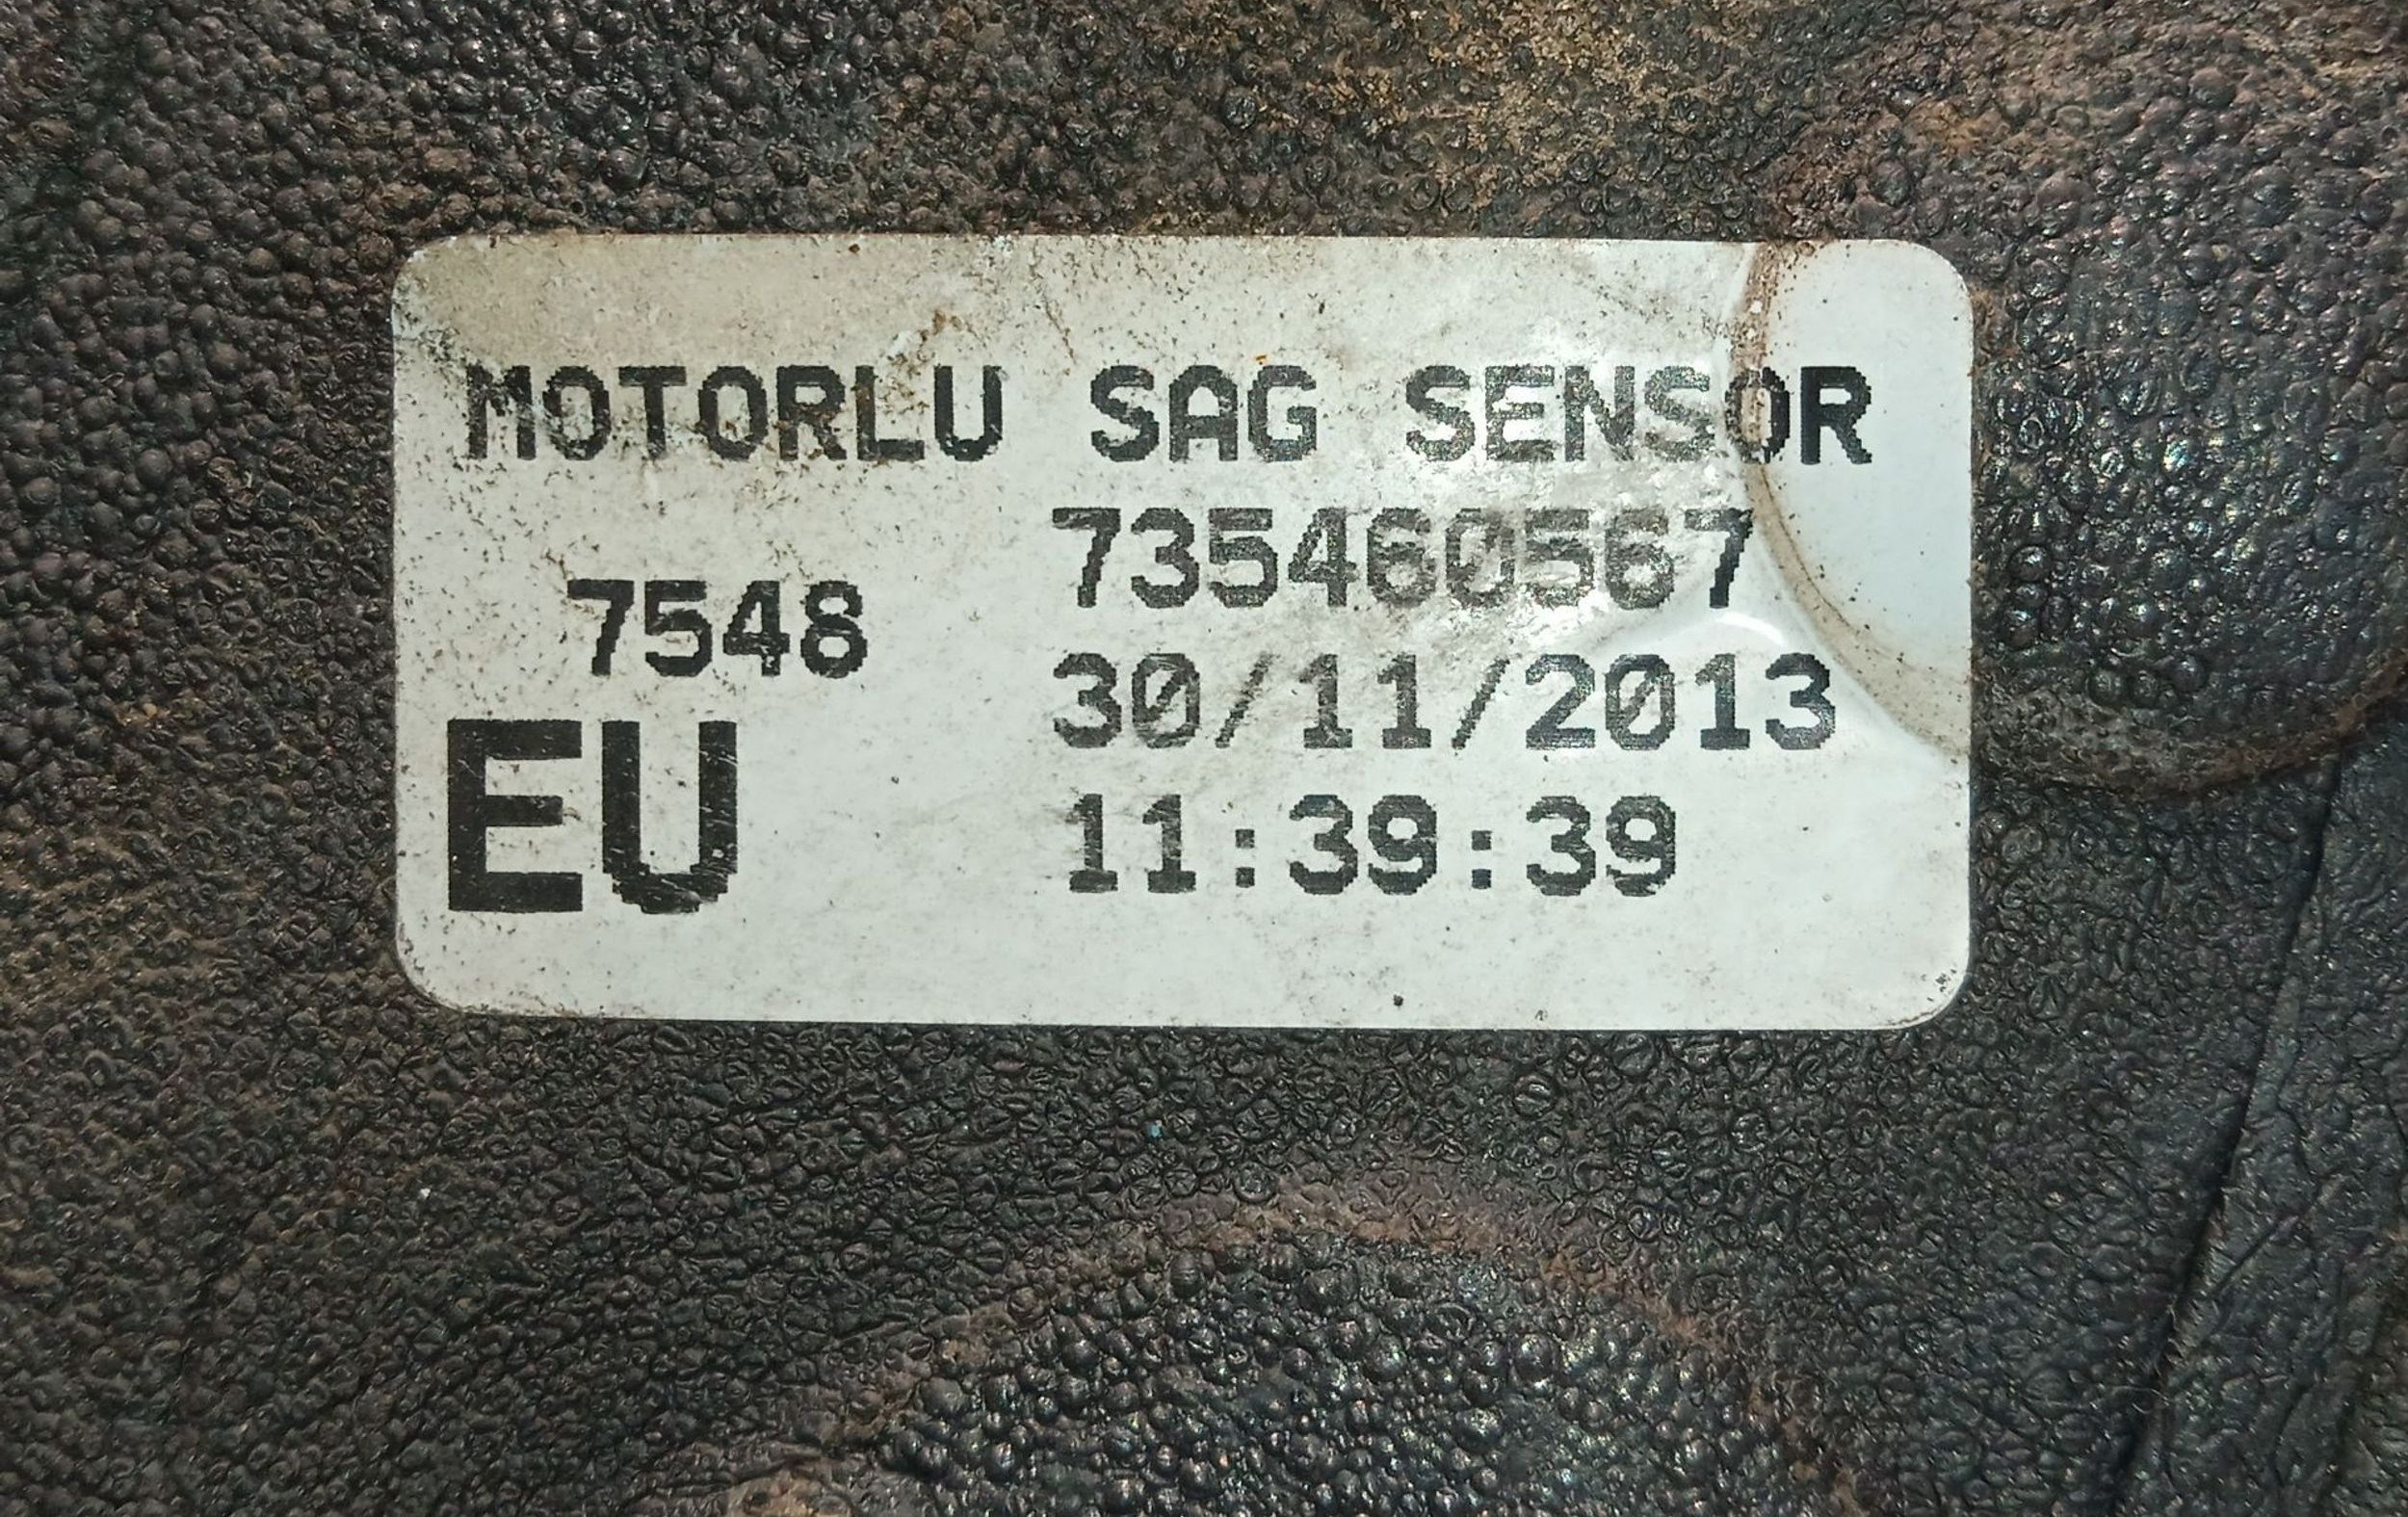 MOTORLU SAG SENSOR
735460567
7548
30/11/2013
EU
11:39:39